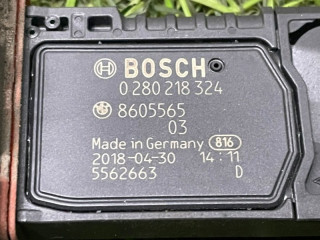 BOSCH
0 280 218 324
8605565
03
Made in Germany 816
2018-04-30 14:11
5562663 D